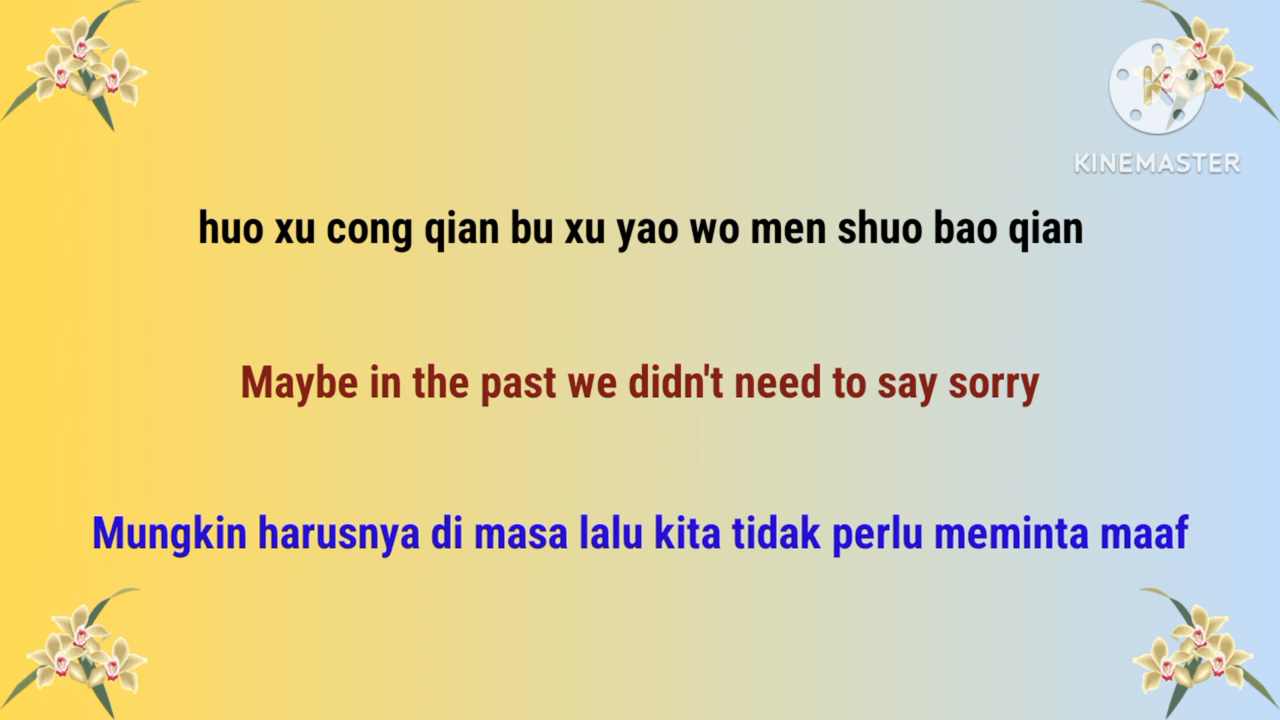 KINEMASTER
huo xu cong qian bu xu yao wo men shuo bao qian
Maybe in the past we didn't need to say sorry
Mungkin harusnya di masa lalu kita tidak perlu meminta maaf